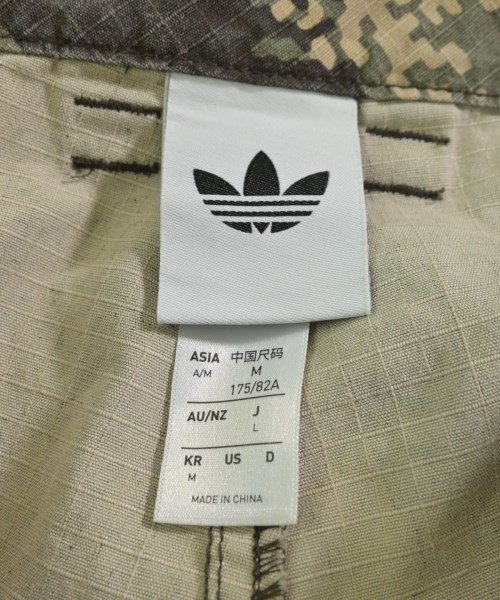 ASIA 中国尺码
A/M M
175/82A
AU/NZ J
L
KR US D
M
MADE IN CHINA